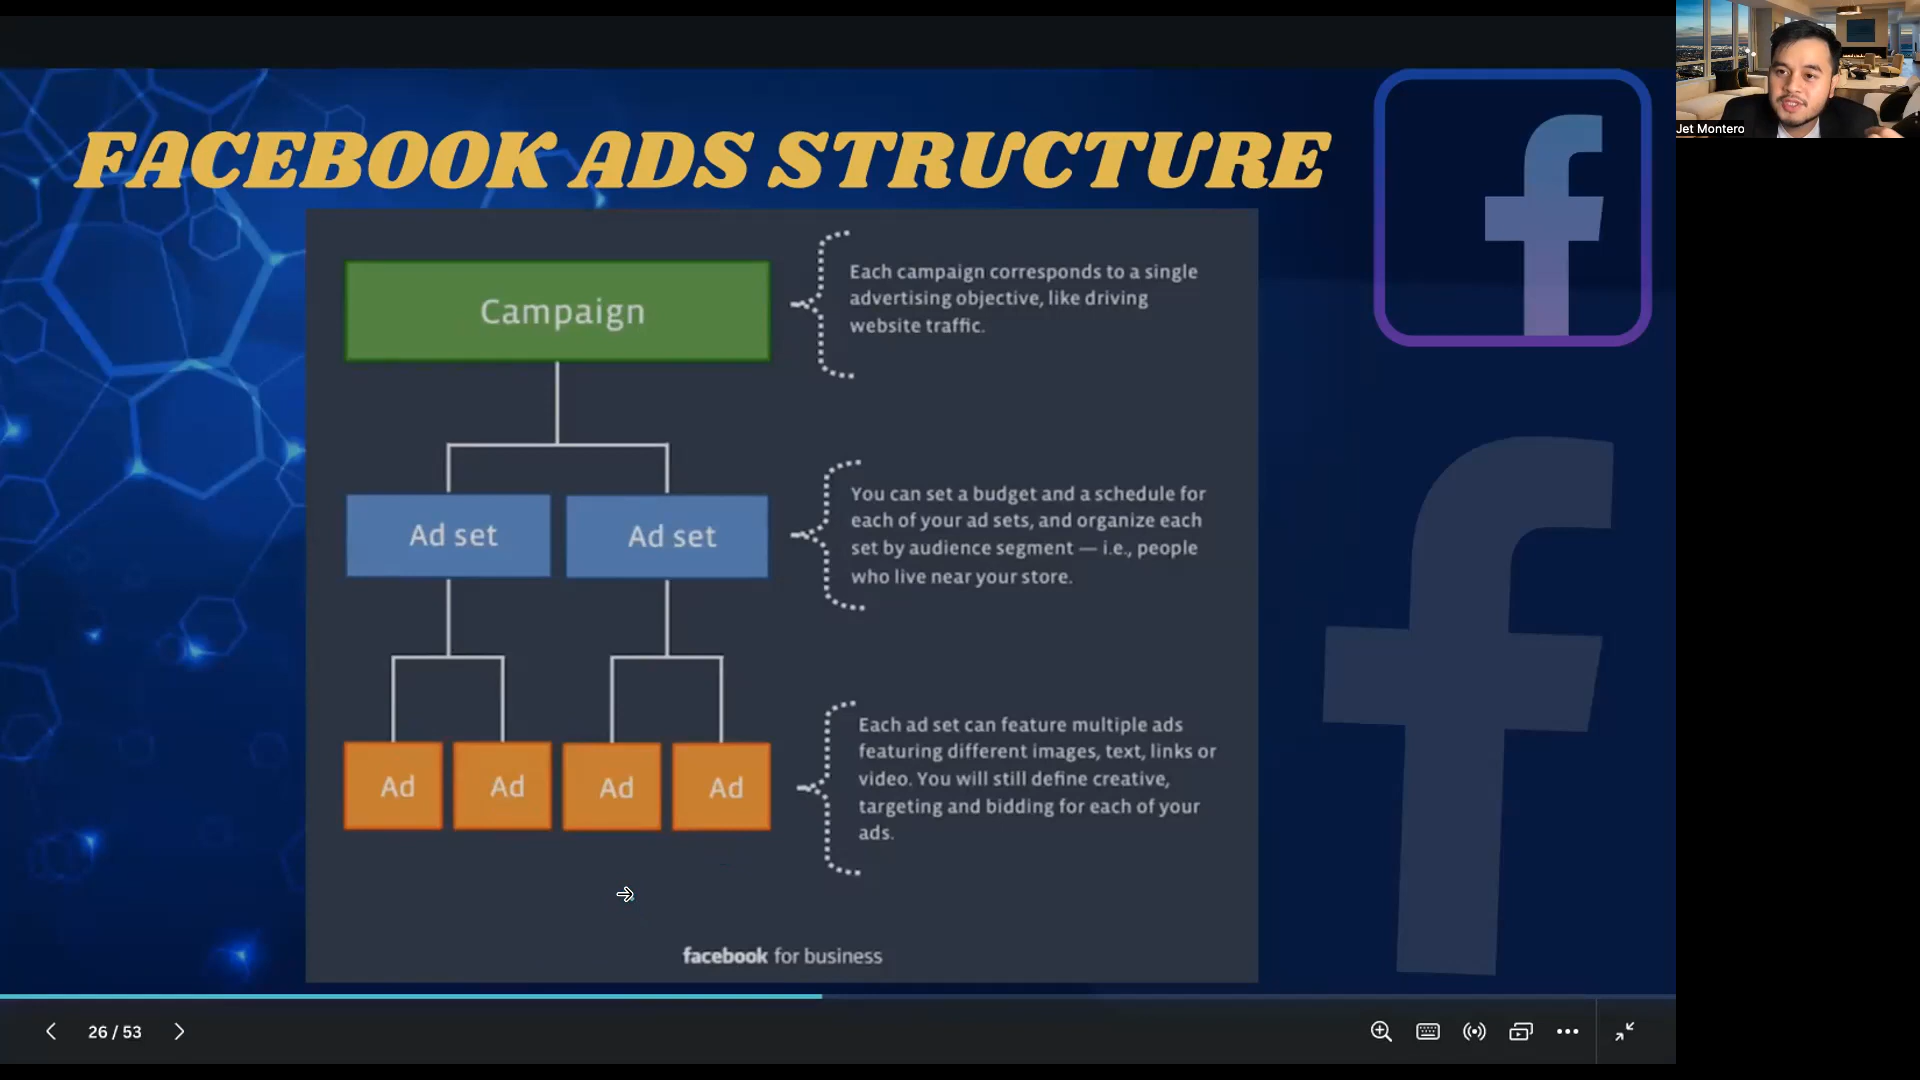 Jet Montero
FACEBOOK ADS STRUCTURE
Campaign
Each campaign corresponds to a single
advertising objective, like driving
website traffic.
Ad set
Ad set
You can set a budget and a schedule for
each of your ad sets, and organize each
set by audience segment — i.e., people
who live near your store.
Ad
Ad
Ad
Ad
Each ad set can feature multiple ads
featuring different images, text, links or
video. You will still define creative,
targeting and bidding for each of your
ads.
facebook for business
26 / 53